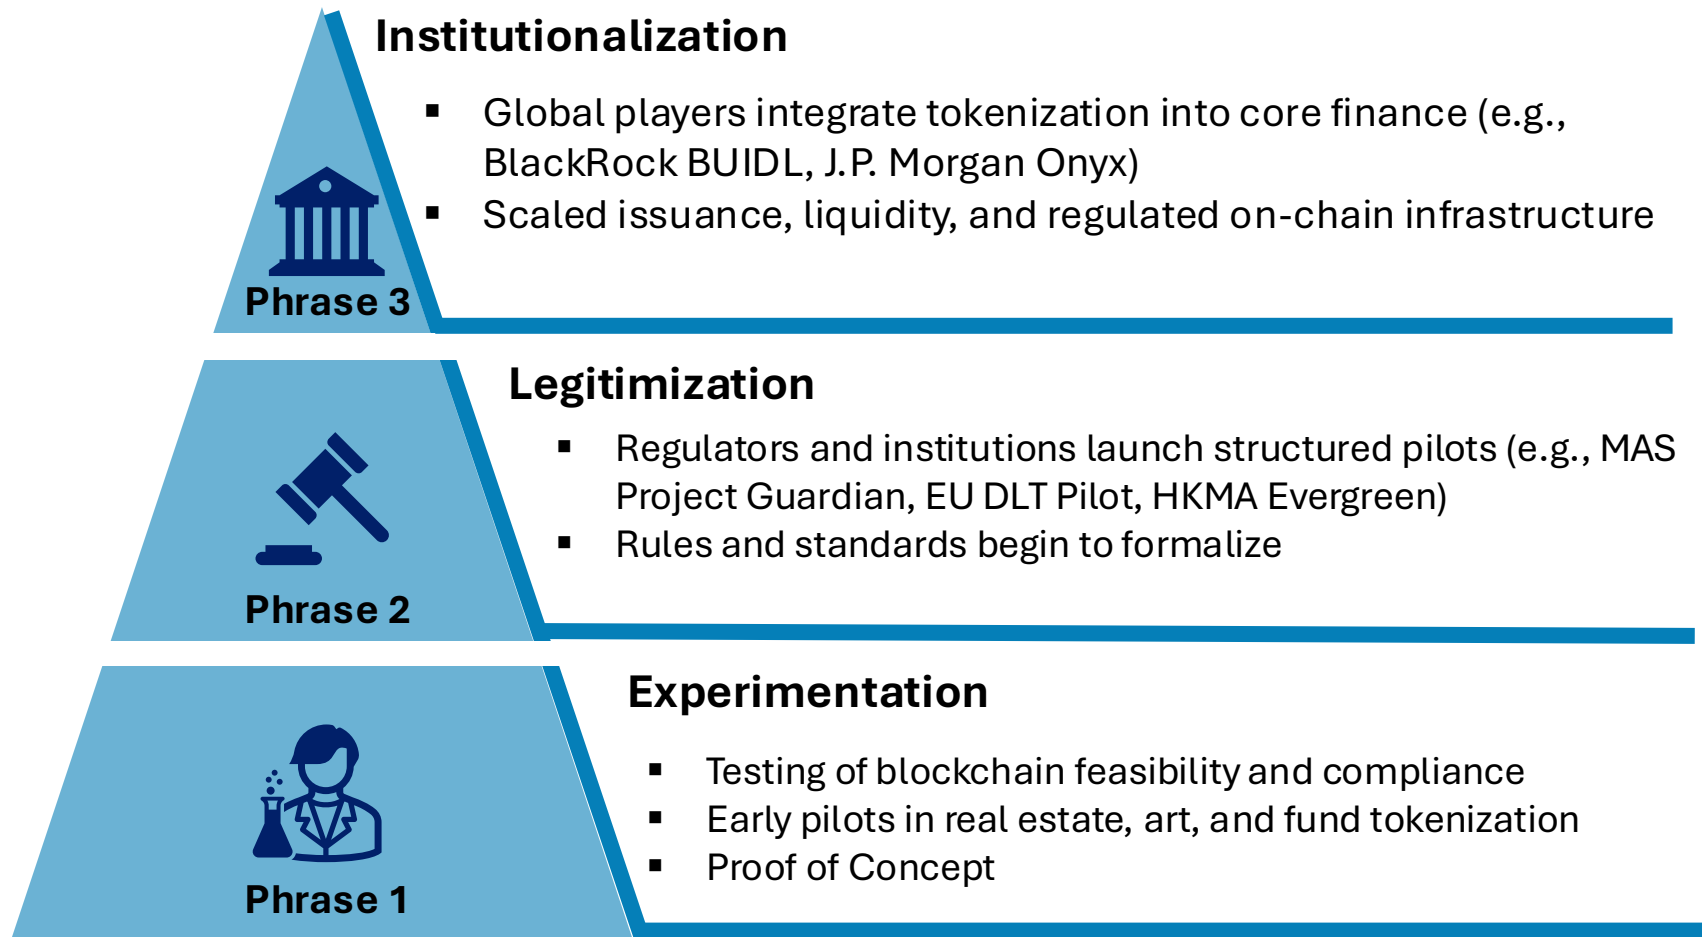 Institutionalization
▪ Global players integrate tokenization into core finance (e.g.,
BlackRock BUIDL, J.P. Morgan Onyx)
▪ Scaled issuance, liquidity, and regulated on-chain infrastructure
Phrase 3
Legitimization
▪ Regulators and institutions launch structured pilots (e.g., MAS
Project Guardian, EU DLT Pilot, HKMA Evergreen)
▪ Rules and standards begin to formalize
Phrase 2
Experimentation
▪ Testing of blockchain feasibility and compliance
▪ Early pilots in real estate, art, and fund tokenization
▪ Proof of Concept
Phrase 1